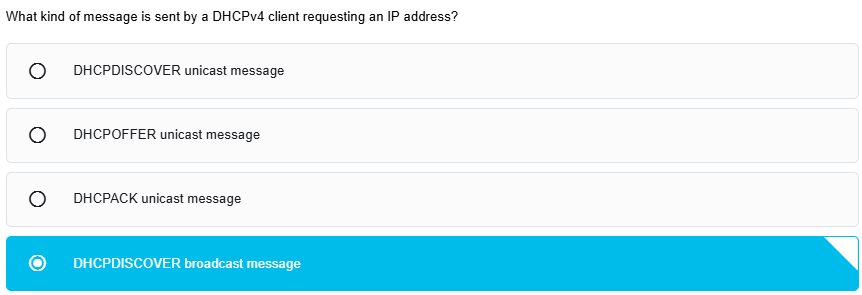 What kind of message is sent by a DHCPv4 client requesting an IP address?
DHCPDISCOVER unicast message
DHCPOFFER unicast message
DHCPACK unicast message
DHCPDISCOVER broadcast message